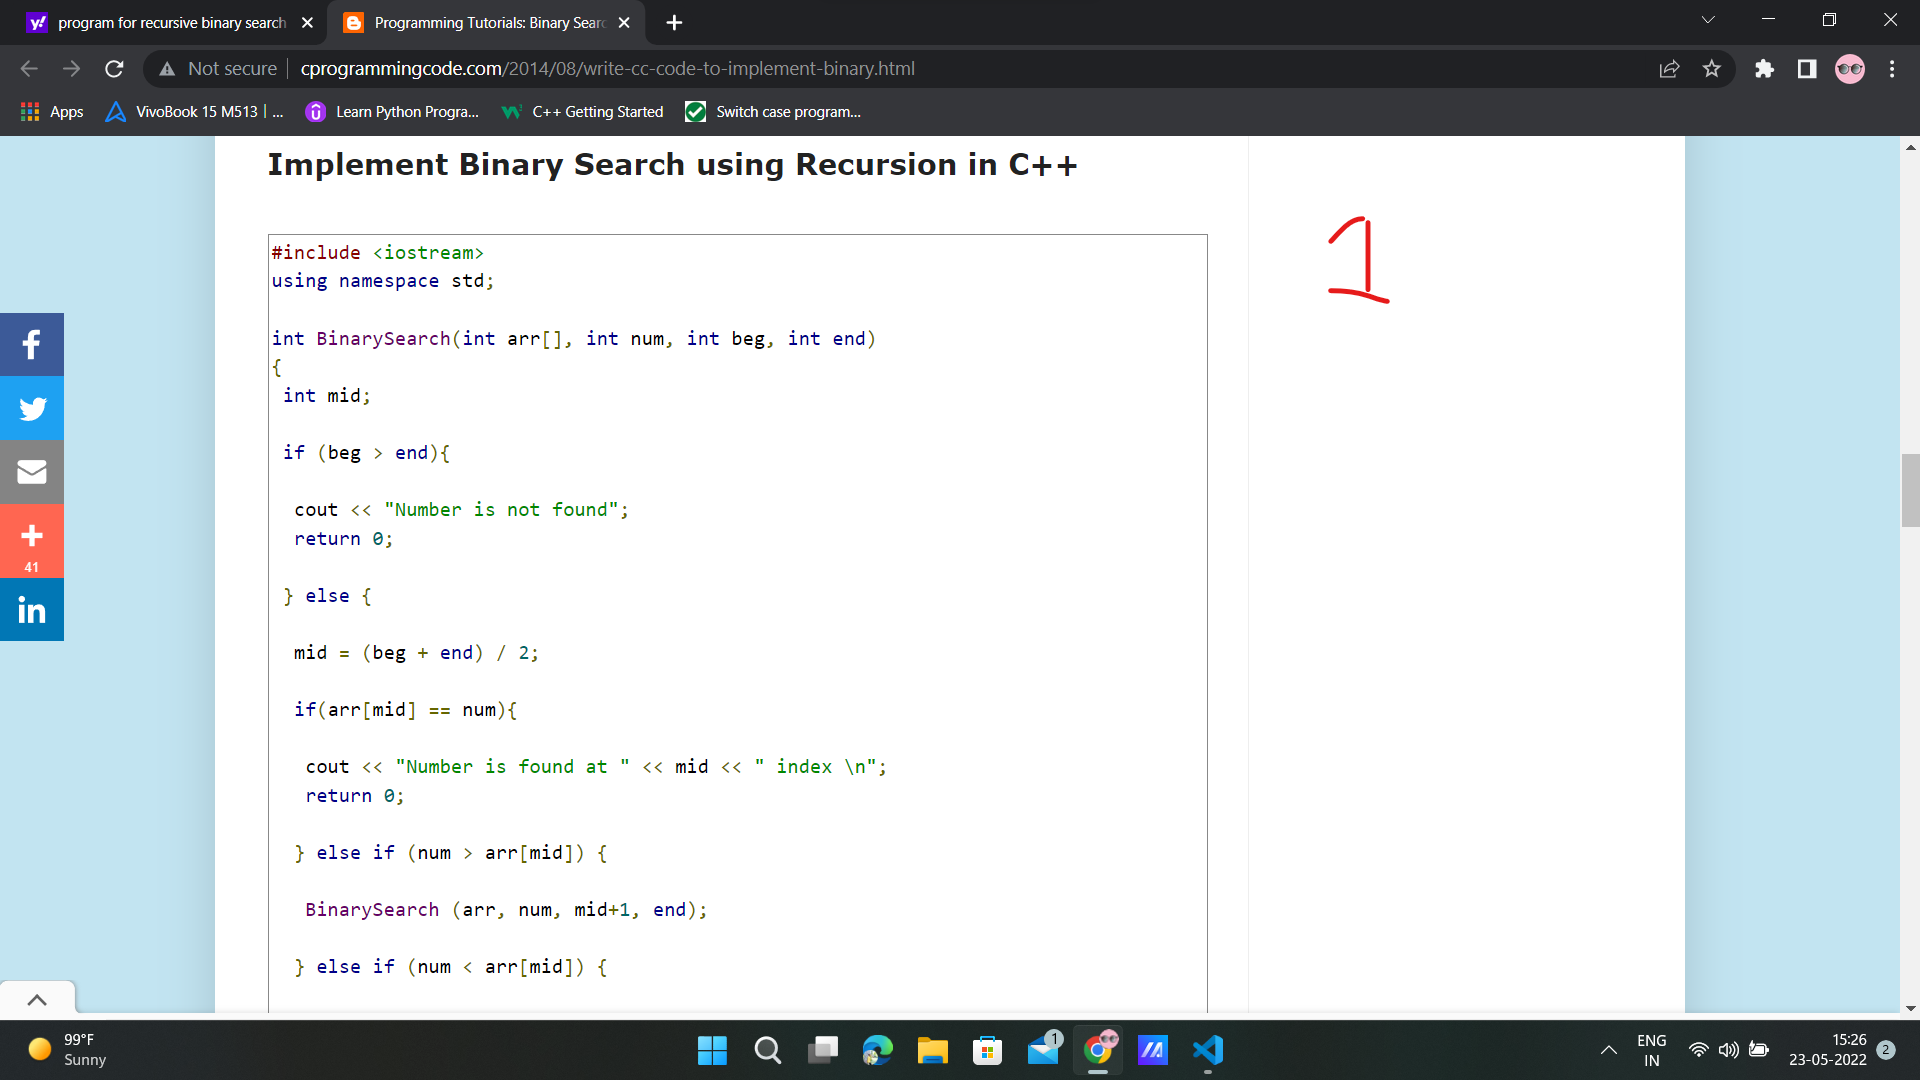 program for recursive binary search
Programming Tutorials: Binary Sear
Not secure
cprogrammingcode.com/2014/08/write-cc-code-to-implement-binary.html
Apps
VivoBook 15 M513 | ...
Learn Python Progra...
C++ Getting Started
Switch case program...
Implement Binary Search using Recursion in C++
1
#include <iostream>
using namespace std;
int BinarySearch(int arr[], int num, int beg, int end)
{
int mid;
if (beg > end){
cout << "Number is not found";
return 0;
} else {
mid = (beg + end) / 2;
if(arr[mid] == num){
cout << "Number is found at " << mid << " index \n";
return 0;
} else if (num > arr[mid]) {
BinarySearch (arr, num, mid+1, end);
} else if (num < arr[mid]) {
41
in
99°F
Sunny
1
ENG
IN
15:26
23-05-2022
2